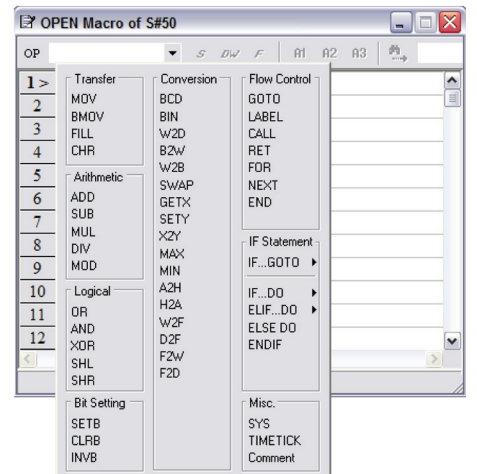 OPEN Macro of S#50
OP S DW F A1 A2 A3
1 >
2
3
4
5
6
7
8
9
10
11
12
Transfer
MOV
BMOV
FILL
CHR
Arithmetic
ADD
SUB
MUL
DIV
MOD
Logical
OR
AND
XOR
SHL
SHR
Bit Setting
SETB
CLRB
INVB
Conversion
BCD
BIN
W2D
B2W
W2B
SWAP
GETX
SETY
X2Y
MAX
MIN
A2H
H2A
W2F
D2F
F2W
F2D
Flow Control
GOTO
LABEL
CALL
RET
FOR
NEXT
END
IF Statement
IF...GOTO
IF...DO
ELIF...DO
ELSE DO
ENDIF
Misc.
SYS
TIMETICK
Comment